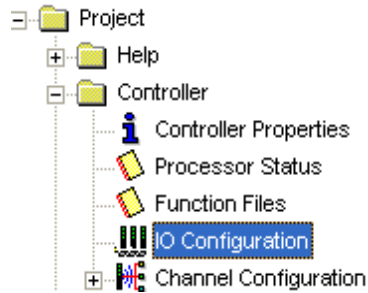 Project
Help
Controller
Controller Properties
Processor Status
Function Files
IO Configuration
Channel Configuration